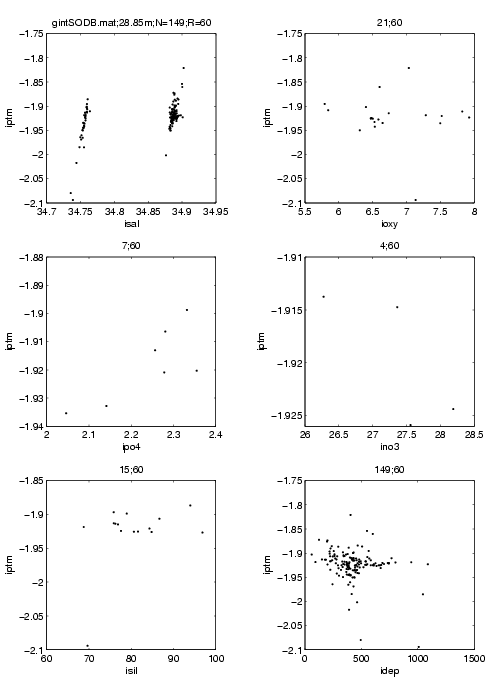 gintSODB.mat;28.85m;N=149;R=60
−1.75
−1.8
−1.85
−1.9
−1.95
−2
−2.05
−2.1
iptm
34.7 34.75 34.8 34.85 34.9 34.95
isal
21;60
−1.75
−1.8
−1.85
−1.9
−1.95
−2
−2.05
−2.1
iptm
5.5 6 6.5 7 7.5 8
ioxy
7;60
−1.88
−1.89
−1.9
−1.91
−1.92
−1.93
−1.94
iptm
2 2.1 2.2 2.3 2.4
ipo4
4;60
−1.91
−1.915
−1.92
−1.925
iptm
26 26.5 27 27.5 28 28.5
ino3
15;60
−1.85
−1.9
−1.95
−2
−2.05
−2.1
iptm
60 70 80 90 100
isil
149;60
−1.75
−1.8
−1.85
−1.9
−1.95
−2
−2.05
−2.1
iptm
0 500 1000 1500
idep